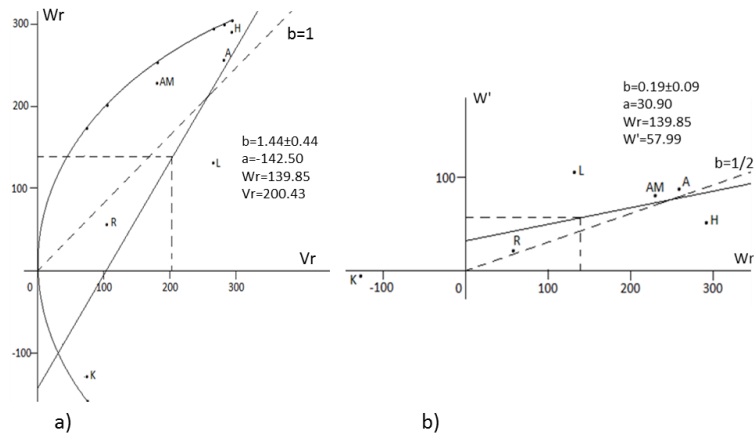 Wr
300
H
b=1
A
AM
200
b=1.44±0.44
a=-142.50
Wr=139.85
Vr=200.43
L
100
R
Vr
0
100
200
300
-100
K
a)
b=0.19±0.09
a=30.90
Wr=139.85
W'=57.99
W'
b=1/2
100
L
AM
A
H
R
Wr
K
-100
0
100
200
300
b)